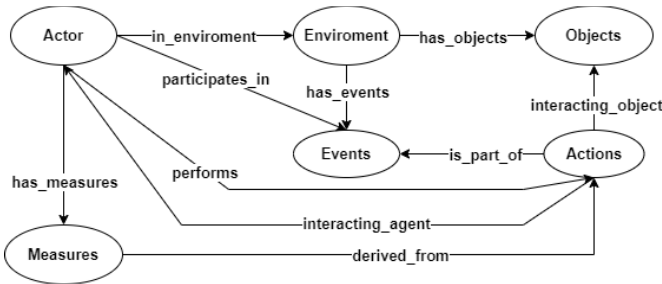 Actor
in_enviroment
Enviroment
has_objects
Objects
participates_in
has_events
interacting_object
Events
is_part_of
Actions
has_measures
performs
interacting_agent
Measures
derived_from